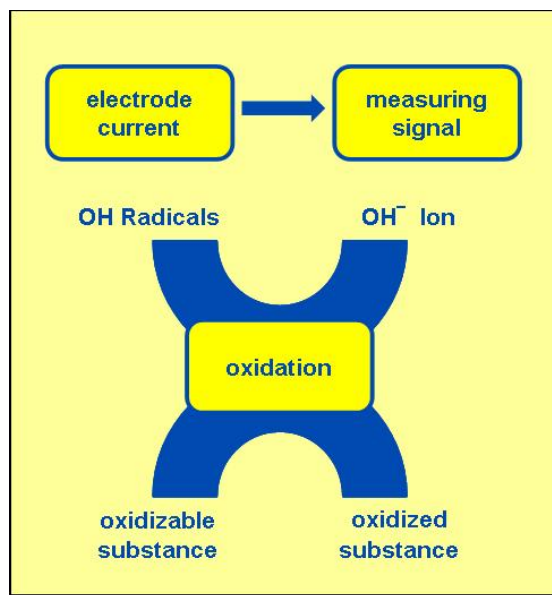 electrode
current
measuring
signal
OH Radicals
OH⁻ Ion
oxidation
oxidizable
substance
oxidized
substance